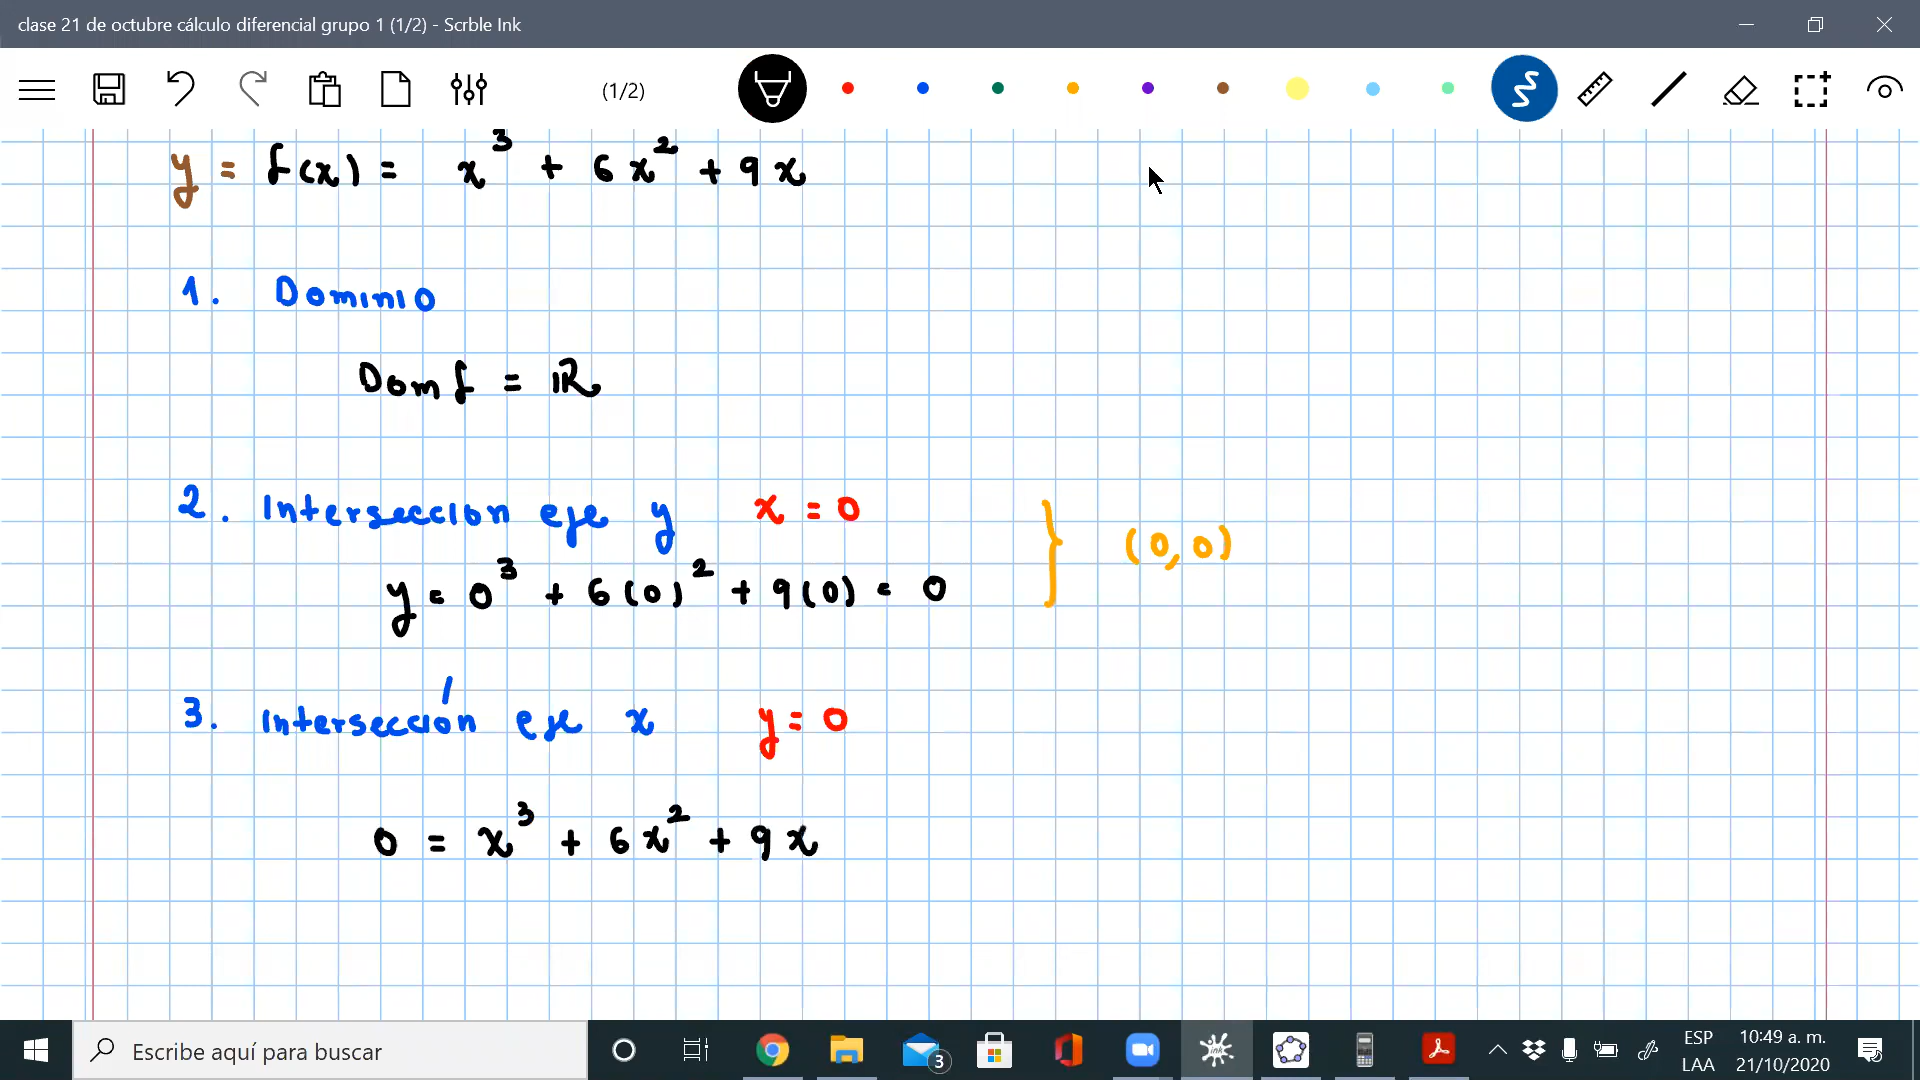 clase 21 de octubre cálculo diferencial grupo 1 (1/2) - Scrble Ink
(1/2)
y = f(x) = x³ + 6x² + 9x
1. Dominio
Dom f = ℝ
2. Interseccion eje y x = 0
(0,0)
y = 0³ + 6(0)² + 9(0) = 0
3. Intersección eje x y = 0
0 = x³ + 6x² + 9x
Escribe aquí para buscar
3
ESP
LAA
10:49 a. m.
21/10/2020